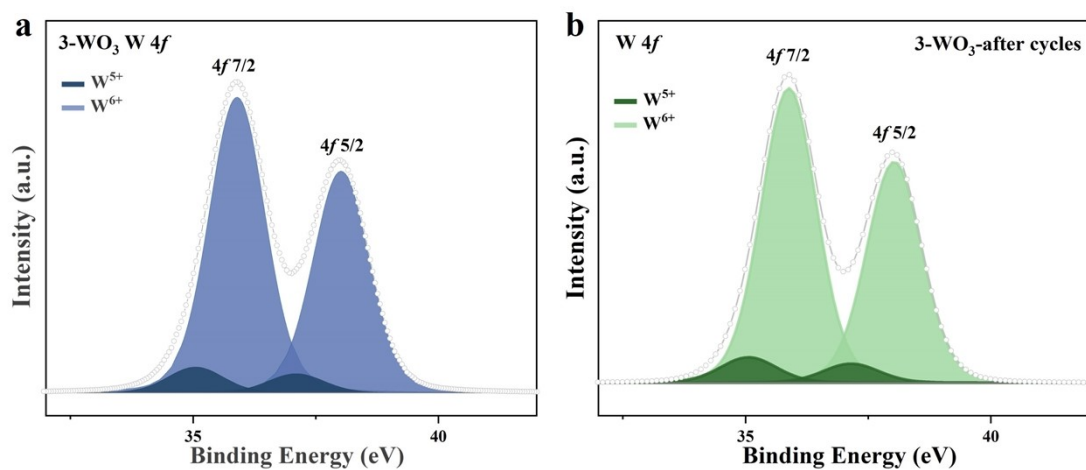 a
3-WO₃ W 4f
W⁵⁺
W⁶⁺
4f 7/2
4f 5/2
Intensity (a.u.)
35
40
Binding Energy (eV)
b
W 4f
3-WO₃-after cycles
W⁵⁺
W⁶⁺
4f 7/2
4f 5/2
Intensity (a.u.)
35
40
Binding Energy (eV)